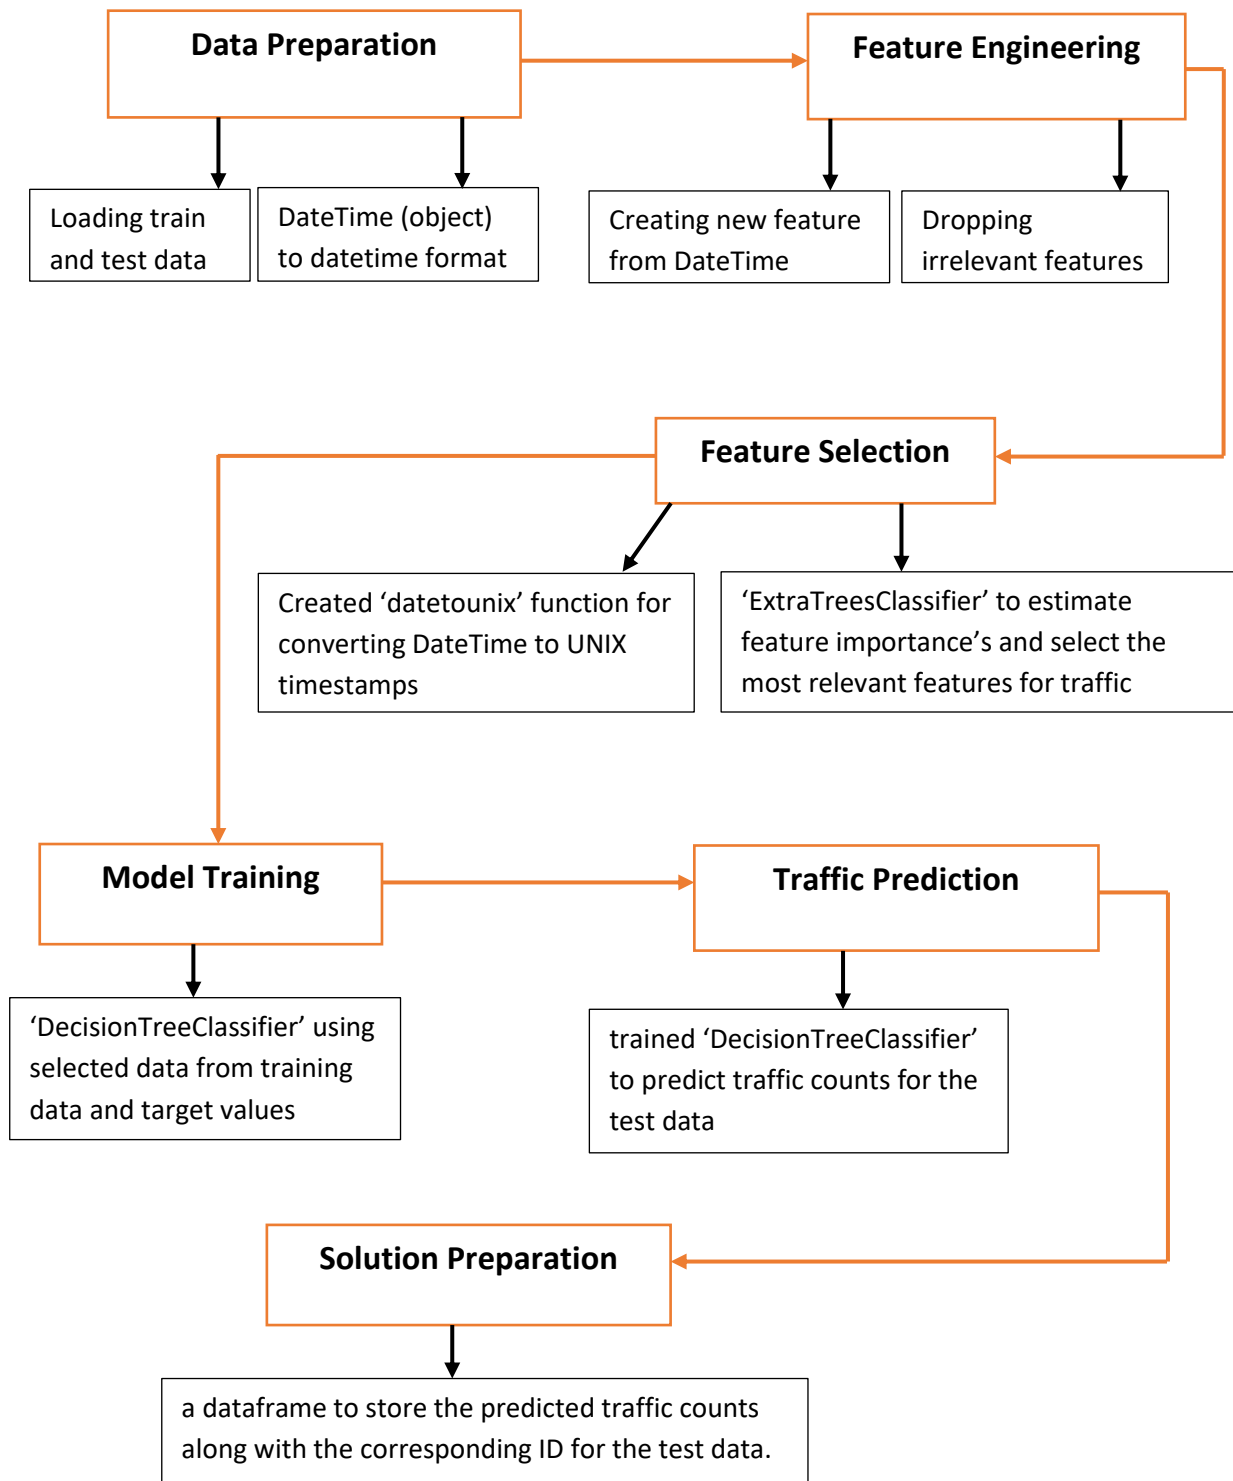 Data Preparation
Feature Engineering
Loading train
and test data
DateTime (object)
to datetime format
Creating new feature
from DateTime
Dropping
irrelevant features
Feature Selection
Created ‘datetounix’ function for
converting DateTime to UNIX
timestamps
‘ExtraTreesClassifier’ to estimate
feature importance’s and select the
most relevant features for traffic
Model Training
Traffic Prediction
‘DecisionTreeClassifier’ using
selected data from training
data and target values
trained ‘DecisionTreeClassifier’
to predict traffic counts for the
test data
Solution Preparation
a dataframe to store the predicted traffic counts
along with the corresponding ID for the test data.